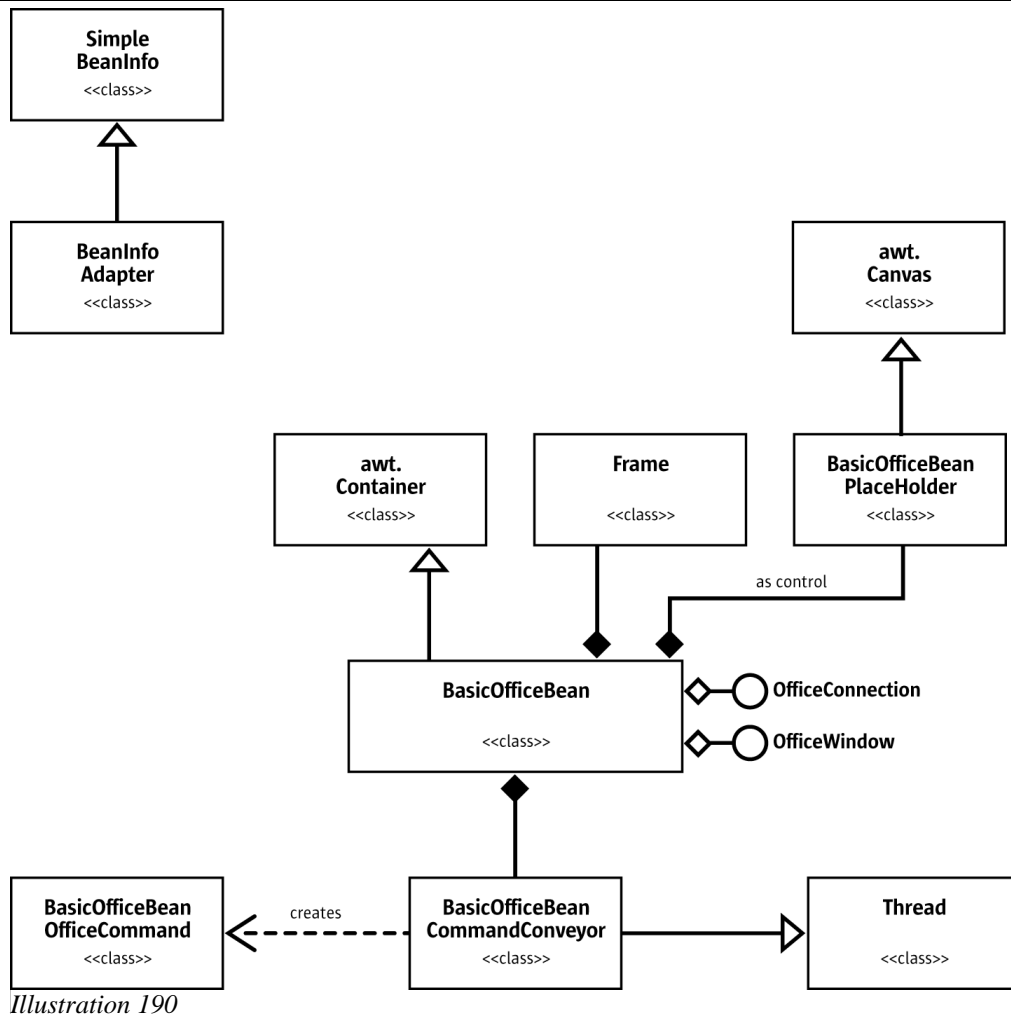 Simple
BeanInfo
<<class>>
BeanInfo
Adapter
<<class>>
awt.
Canvas
<<class>>
awt.
Container
<<class>>
Frame
<<class>>
BasicOfficeBean
PlaceHolder
<<class>>
as control
BasicOfficeBean
<<class>>
OfficeConnection
OfficeWindow
BasicOfficeBean
OfficeCommand
<<class>>
creates
BasicOfficeBean
CommandConveyor
<<class>>
Thread
<<class>>
Illustration 190